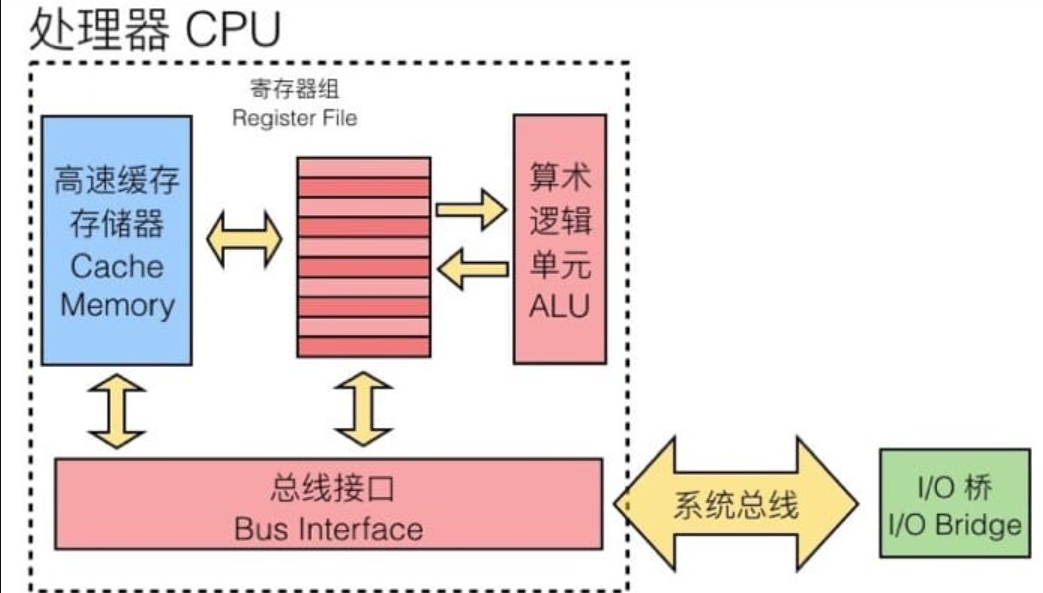 处理器 CPU
寄存器组
Register File
高速缓存
存储器
Cache
Memory
算术
逻辑
单元
ALU
总线接口
Bus Interface
系统总线
I/O 桥
I/O Bridge